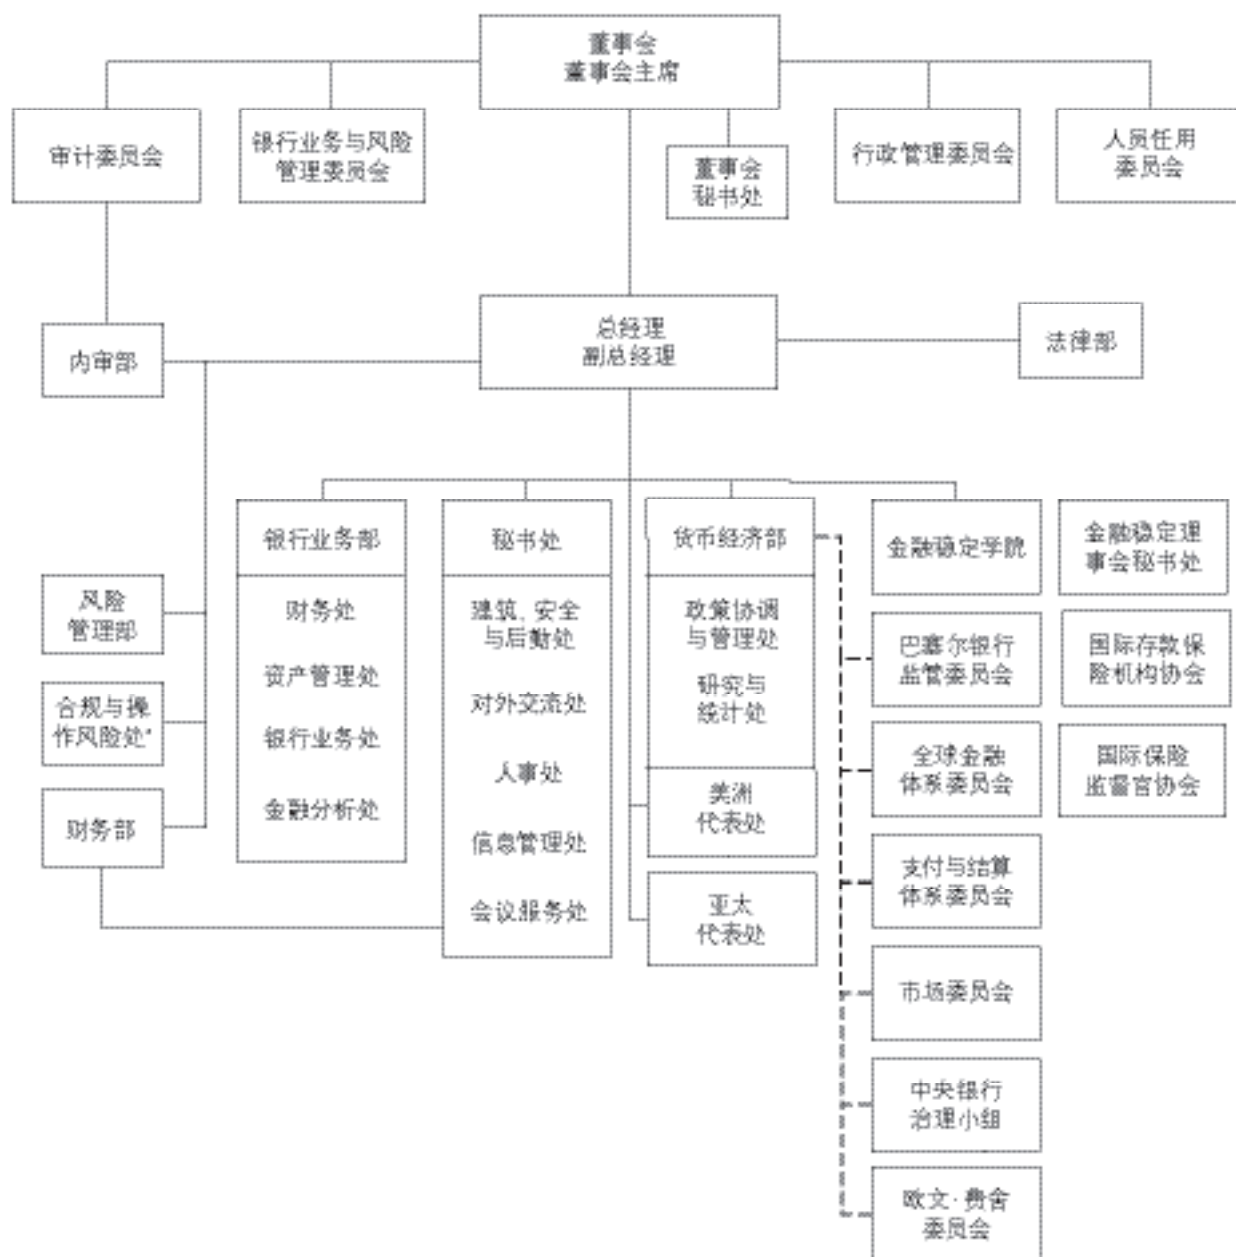 董事会
董事会主席
审计委员会
银行业务与风险
管理委员会
董事会
秘书处
行政管理委员会
人员任用
委员会
内审部
总经理
副总经理
法律部
银行业务部
财务处
资产管理处
银行业务处
金融分析处
秘书处
建筑、安全
与后勤处
对外交流处
人事处
信息管理处
会议服务处
货币经济部
政策协调
与管理处
研究与
统计处
美洲
代表处
亚太
代表处
风险
管理部
合规与操
作风险处*
财务部
金融稳定学院
金融稳定理
事会秘书处
巴塞尔银行
监管委员会
国际存款保
险机构协会
全球金融
体系委员会
国际保险
监督官协会
支付与结算
体系委员会
市场委员会
中央银行
治理小组
欧文·费舍
委员会